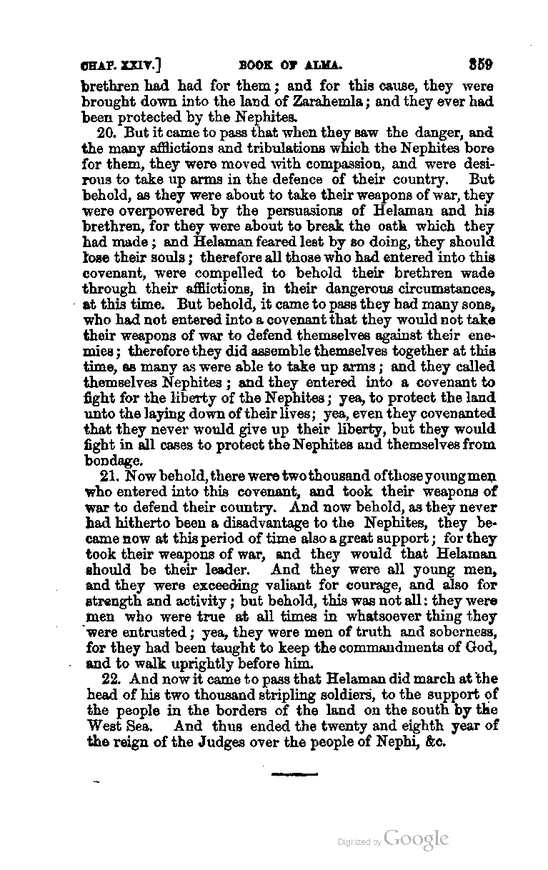 CHAP. XXIV.] BOOK OF ALMA. 359
brethren had had for them; and for this cause, they were
brought down into the land of Zarahemla; and they ever had
been protected by the Nephites.
20. But it came to pass that when they saw the danger, and
the many afflictions and tribulations which the Nephites bore
for them, they were moved with compassion, and were desi-
rous to take up arms in the defence of their country. But
behold, as they were about to take their weapons of war, they
were overpowered by the persuasions of Helaman and his
brethren, for they were about to break the oath which they
had made; and Helaman feared lest by so doing, they should
lose their souls; therefore all those who had entered into this
covenant, were compelled to behold their brethren wade
through their afflictions, in their dangerous circumstances,
at this time. But behold, it came to pass they had many sons,
who had not entered into a covenant that they would not take
their weapons of war to defend themselves against their ene-
mies; therefore they did assemble themselves together at this
time, as many as were able to take up arms; and they called
themselves Nephites; and they entered into a covenant to
fight for the liberty of the Nephites; yea, to protect the land
unto the laying down of their lives; yea, even they covenanted
that they never would give up their liberty, but they would
fight in all cases to protect the Nephites and themselves from
bondage.
21. Now behold, there were two thousand of those young men
who entered into this covenant, and took their weapons of
war to defend their country. And now behold, as they never
had hitherto been a disadvantage to the Nephites, they be-
came now at this period of time also a great support; for they
took their weapons of war, and they would that Helaman
should be their leader. And they were all young men,
and they were exceeding valiant for courage, and also for
strength and activity; but behold, this was not all: they were
men who were true at all times in whatsoever thing they
were entrusted; yea, they were men of truth and soberness,
for they had been taught to keep the commandments of God,
and to walk uprightly before him.
22. And now it came to pass that Helaman did march at the
head of his two thousand stripling soldiers, to the support of
the people in the borders of the land on the south by the
West Sea. And thus ended the twenty and eighth year of
the reign of the Judges over the people of Nephi, &c.
Digitized by Google